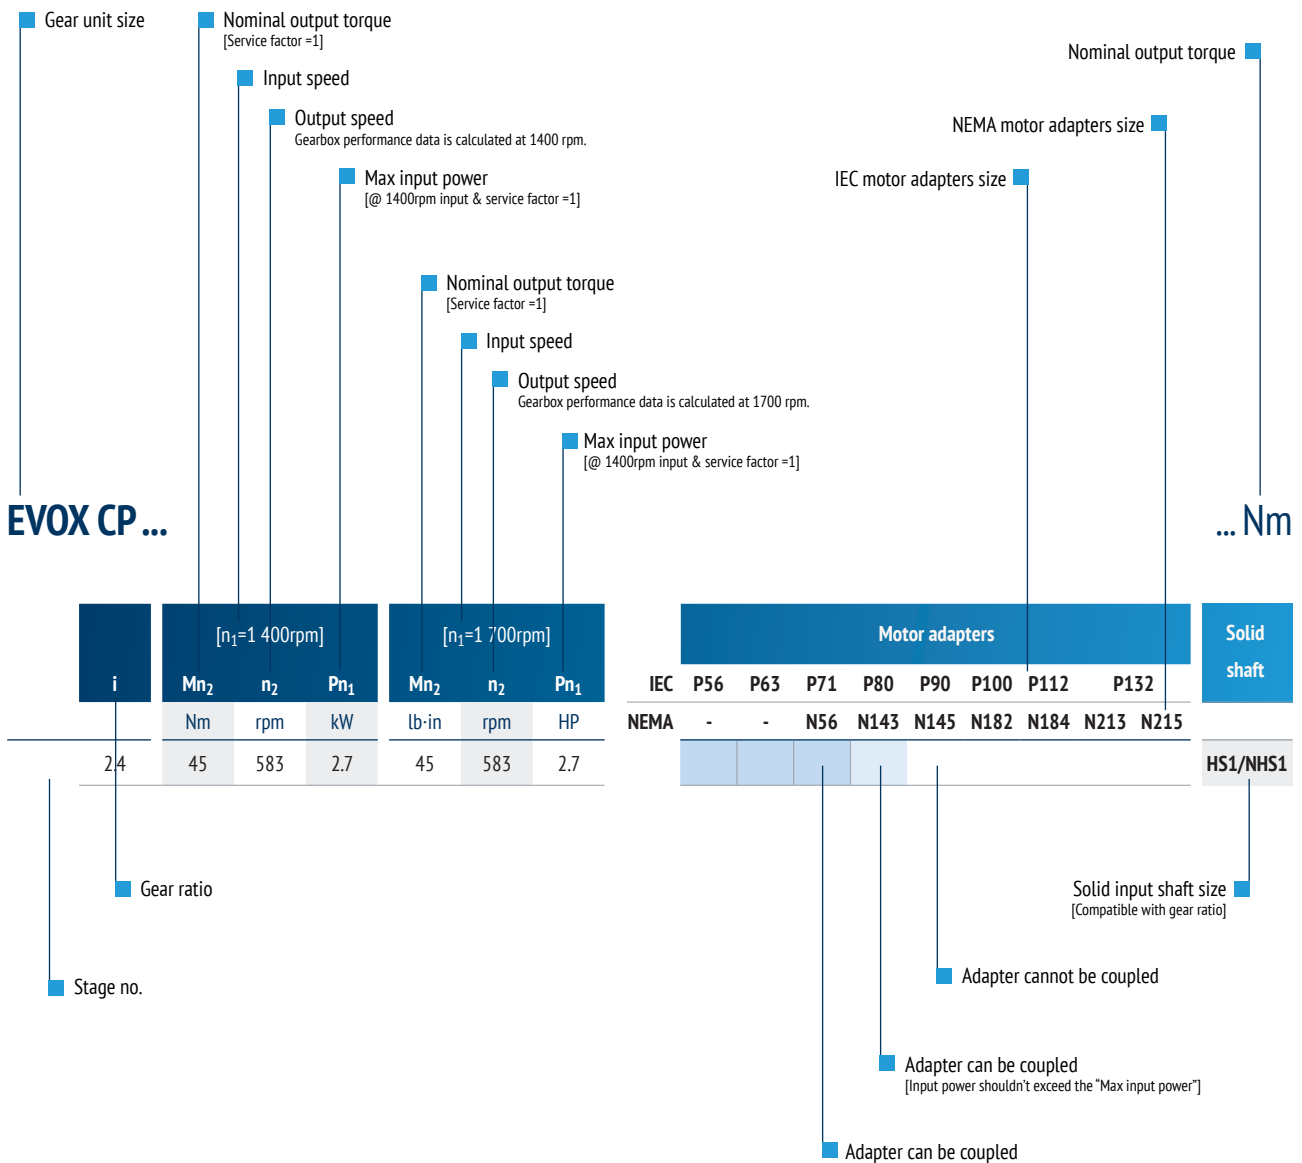 Gear unit size
Nominal output torque
[Service factor =1]
Nominal output torque
Input speed
Output speed
Gearbox performance data is calculated at 1400 rpm.
NEMA motor adapters size
Max input power
[@ 1400rpm input & service factor =1]
IEC motor adapters size
Nominal output torque
[Service factor =1]
Input speed
Output speed
Gearbox performance data is calculated at 1700 rpm.
Max input power
[@ 1400rpm input & service factor =1]
EVOX CP ... ... Nm
[n1=1 400rpm] [n1=1 700rpm] Motor adapters Solid
shaft
i Mn2 n2 Pn1 Mn2 n2 Pn1 IEC P56 P63 P71 P80 P90 P100 P112 P132
Nm rpm kW lb·in rpm HP NEMA - - N56 N143 N145 N182 N184 N213 N215
2.4 45 583 2.7 45 583 2.7 HS1/NHS1
Gear ratio
Solid input shaft size
[Compatible with gear ratio]
Stage no.
Adapter cannot be coupled
Adapter can be coupled
[Input power shouldn't exceed the “Max input power”]
Adapter can be coupled